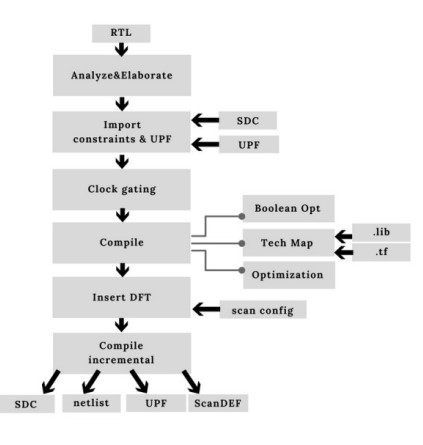 RTL
Analyze&Elaborate
Import
constraints & UPF
SDC
UPF
Clock gating
Compile
Boolean Opt
Tech Map
Optimization
.lib
.tf
Insert DFT
scan config
Compile
incremental
SDC
netlist
UPF
ScanDEF